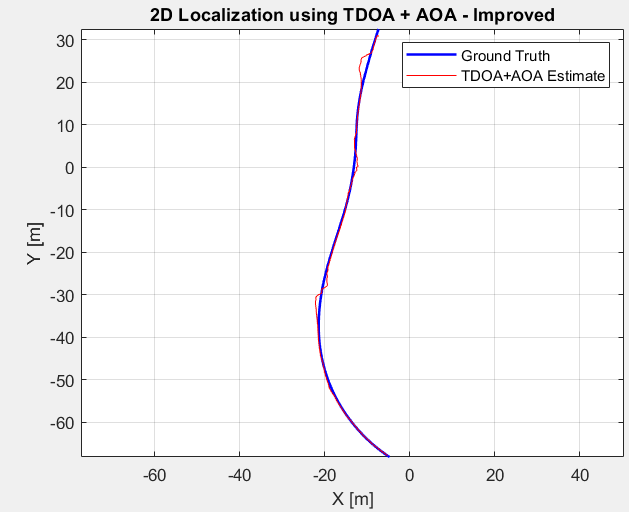 2D Localization using TDOA + AOA - Improved
Ground Truth
TDOA+AOA Estimate
30
20
10
0
-10
-20
-30
-40
-50
-60
Y [m]
-60 -40 -20 0 20 40
X [m]